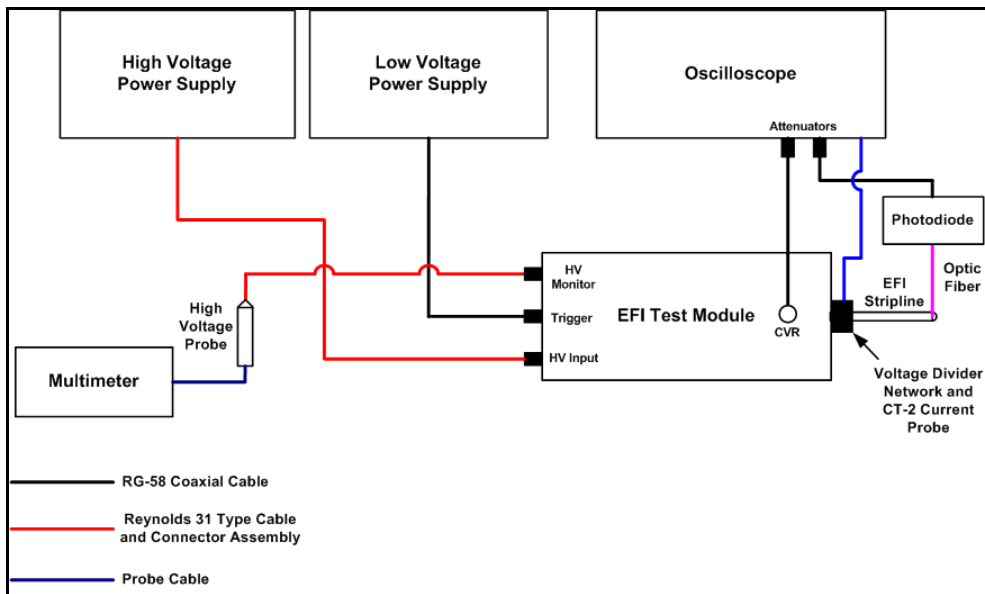 High Voltage
Power Supply
Low Voltage
Power Supply
Oscilloscope
Attenuators
Photodiode
Optic
Fiber
EFI
Stripline
HV
Monitor
High
Voltage
Probe
Trigger
EFI Test Module
CVR
HV Input
Multimeter
Voltage Divider
Network and
CT-2 Current
Probe
RG-58 Coaxial Cable
Reynolds 31 Type Cable
and Connector Assembly
Probe Cable